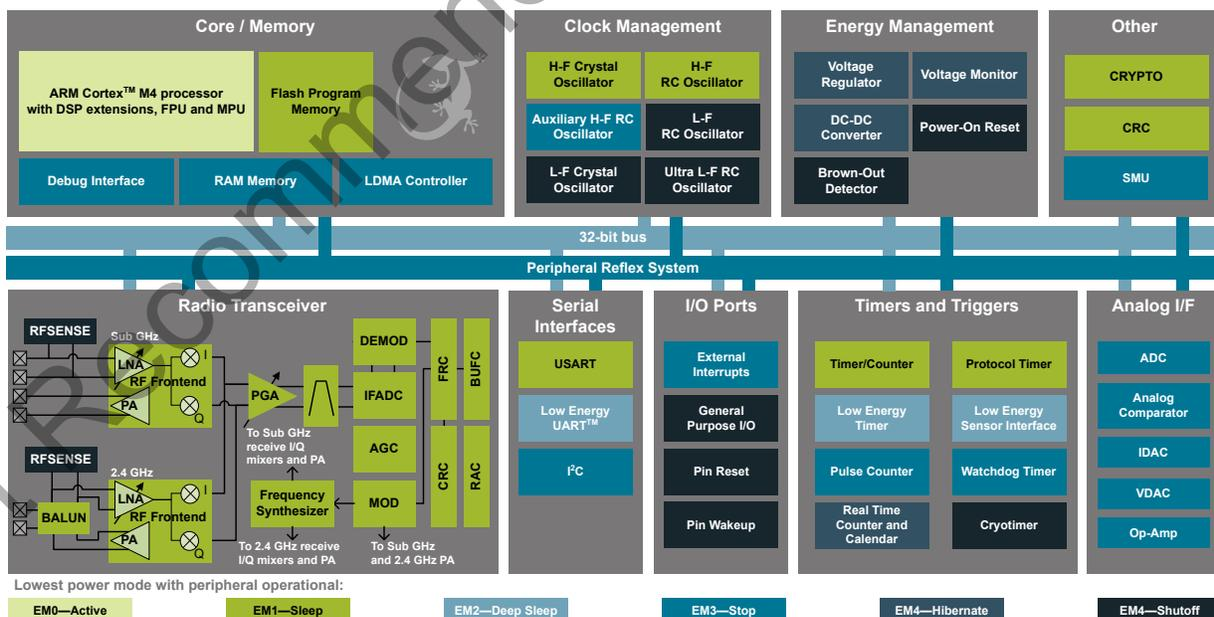 Core / Memory
ARM Cortex™ M4 processor
with DSP extensions, FPU and MPU
Flash Program
Memory
Debug Interface
RAM Memory
LDMA Controller
Clock Management
H-F Crystal
Oscillator
H-F
RC Oscillator
Auxiliary H-F RC
Oscillator
L-F
RC Oscillator
L-F Crystal
Oscillator
Ultra L-F RC
Oscillator
Energy Management
Voltage
Regulator
Voltage Monitor
DC-DC
Converter
Power-On Reset
Brown-Out
Detector
Other
CRYPTO
CRC
SMU
32-bit bus
Peripheral Reflex System
Radio Transceiver
RFSENSE
Sub GHz
LNA
RF Frontend
PA
I
Q
RFSENSE
2.4 GHz
LNA
RF Frontend
PA
I
Q
BALUN
PGA
To Sub GHz
receive I/Q
mixers and PA
Frequency
Synthesizer
To 2.4 GHz receive
I/Q mixers and PA
DEMOD
IFADC
AGC
MOD
To Sub GHz
and 2.4 GHz PA
FRC
BUFC
CRC
RAC
Serial
Interfaces
USART
Low Energy
UART™
I²C
I/O Ports
External
Interrupts
General
Purpose I/O
Pin Reset
Pin Wakeup
Timers and Triggers
Timer/Counter
Protocol Timer
Low Energy
Timer
Low Energy
Sensor Interface
Pulse Counter
Watchdog Timer
Real Time
Counter and
Calendar
Cryotimer
Analog I/F
ADC
Analog
Comparator
IDAC
VDAC
Op-Amp
Lowest power mode with peripheral operational:
EM0—Active
EM1—Sleep
EM2—Deep Sleep
EM3—Stop
EM4—Hibernate
EM4—Shutoff